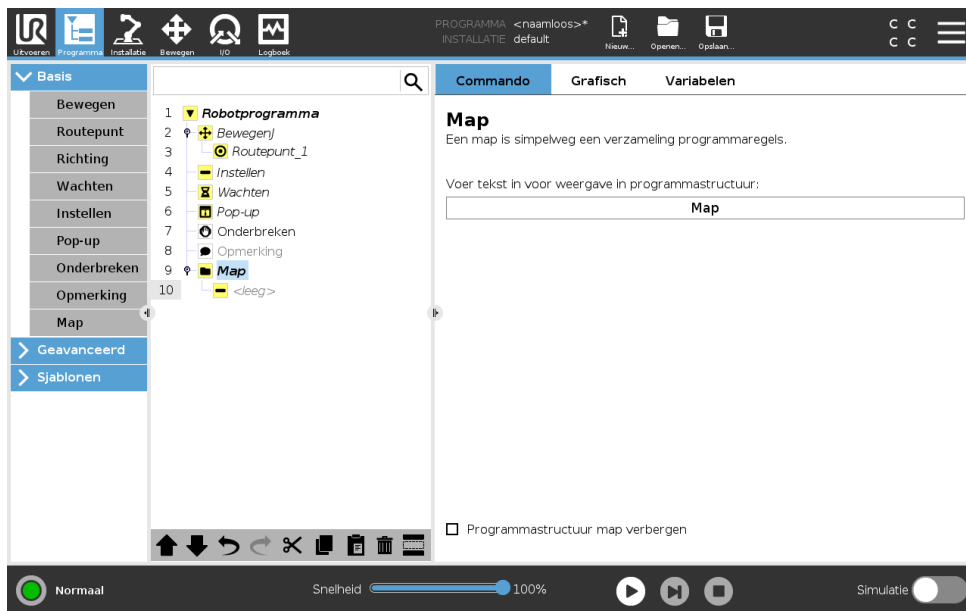 Uitvoeren
Programma
Installatie
Bewegen
I/O
Logboek
PROGRAMMA <naamloos>*
INSTALLATIE default
Nieuw...
Openen...
Opslaan...
C C
C C
Basis
Bewegen
Routepunt
Richting
Wachten
Instellen
Pop-up
Onderbreken
Opmerking
Map
Geavanceerd
Sjablonen
1 Robotprogramma
2 BewegenJ
3 Routepunt_1
4 Instellen
5 Wachten
6 Pop-up
7 Onderbreken
8 Opmerking
9 Map
10 <leeg>
Commando
Grafisch
Variabelen
Map
Een map is simpelweg een verzameling programmaregels.
Voer tekst in voor weergave in programmastructuur:
Map
Programmastructuur map verbergen
Normaal
Snelheid
100%
Simulatie